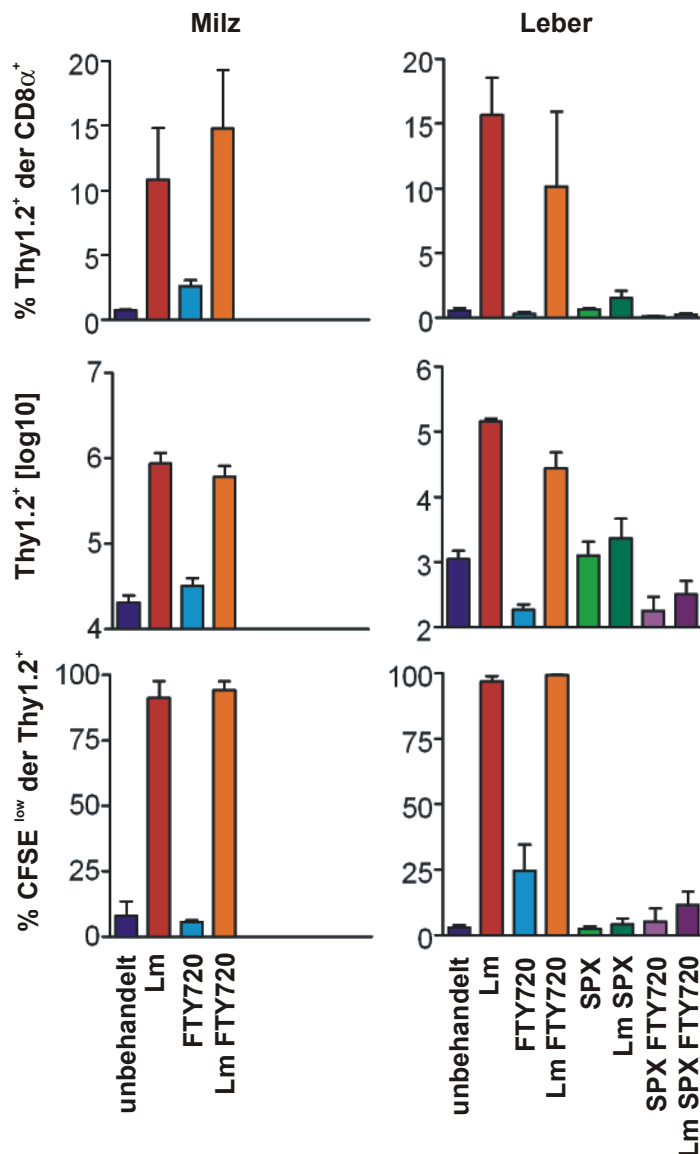 Milz
Leber
% Thy1.2⁺ der CD8α⁺
20
15
10
5
0
20
15
10
5
0
Thy1.2⁺ [log10]
7
6
5
4
6
5
4
3
2
% CFSE ˡᵒʷ der Thy1.2⁺
100
75
50
25
0
100
75
50
25
0
unbehandelt
Lm
FTY720
Lm FTY720
unbehandelt
Lm
FTY720
Lm FTY720
SPX
Lm SPX
SPX FTY720
Lm SPX FTY720